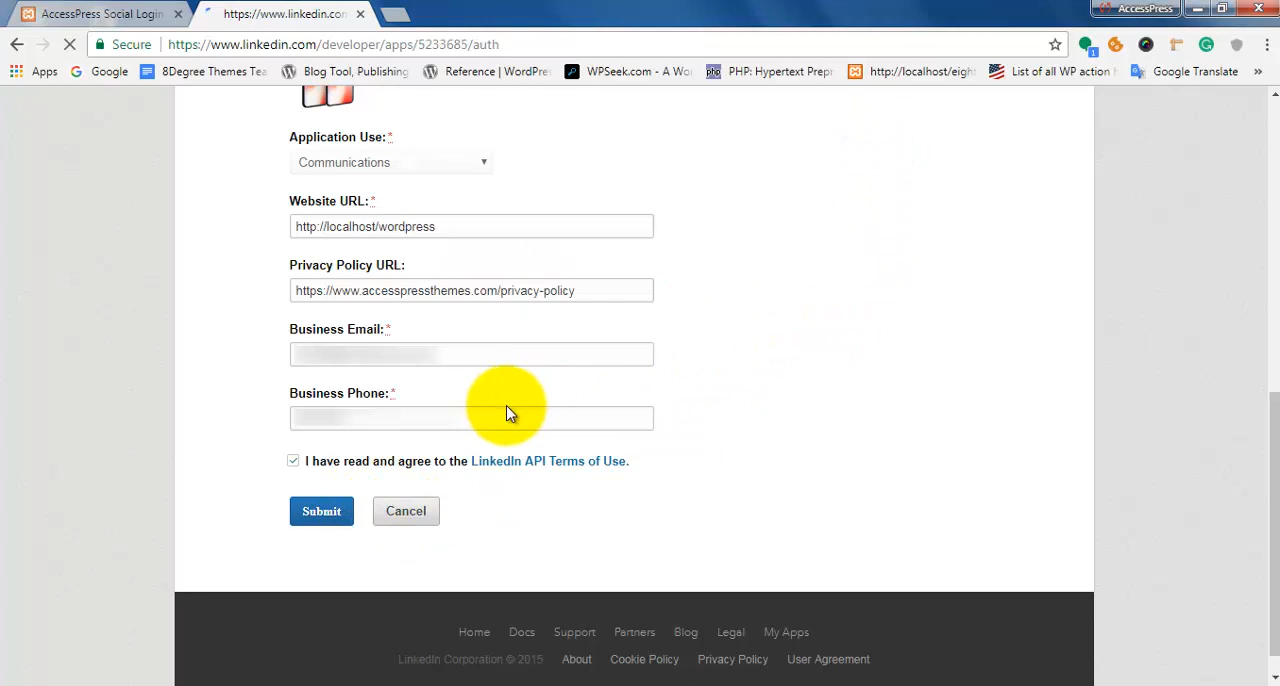 AccessPress Social Login
https://www.linkedin.con
AccessPress
Secure
https://www.linkedin.com/developer/apps/5233685/auth
Apps
Google
8Degree Themes Tea
Blog Tool, Publishing
Reference | WordPre
WPSeek.com - A Wo
PHP: Hypertext Prep
http://localhost/eigh
List of all WP action h
Google Translate
»
Application Use: *
Communications
Website URL: *
http://localhost/wordpress
Privacy Policy URL:
https://www.accesspressthemes.com/privacy-policy
Business Email: *
Business Phone: *
I have read and agree to the LinkedIn API Terms of Use.
Submit
Cancel
Home Docs Support Partners Blog Legal My Apps
LinkedIn Corporation © 2015 About Cookie Policy Privacy Policy User Agreement